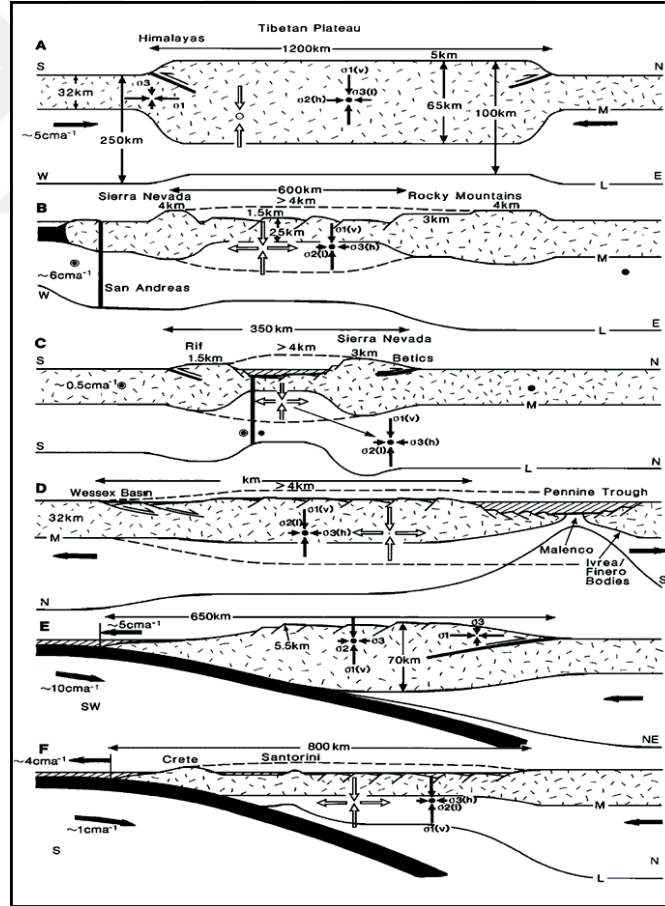 Tibetan Plateau
Himalayas
A
1200km
S
5km
N
32km
σ3
σ1
σ1(v)
σ2(h)
σ3(l)
65km
100km
M
~5cma⁻¹
250km
W
L
E
Sierra Nevada
600km
Rocky Mountains
B
4km
>4km
4km
1.5km
3km
25km
σ1(v)
σ2(l)
σ3(h)
M
~6cma⁻¹
W
San Andreas
L
E
C
350km
Sierra
Nevada
S
Rif
1.5km
>4km
3km
Betics
N
~0.5cma⁻¹
M
σ1(v)
σ2(l)
σ3(h)
S
L
N
D
km
Wessex Basin
>4km
Pennine Trough
32km
σ1(v)
σ2(l)
σ3(h)
M
Malenco
Ivrea/
Finero
Bodies
N
S
E
~5cma⁻¹
650km
σ3
σ1
σ2
σ3
5.5km
70km
σ1(v)
~10cma⁻¹
SW
NE
F
800km
~4cma⁻¹
Crete
Santorini
σ3(h)
σ2(l)
M
~1cma⁻¹
σ1(v)
S
N
L